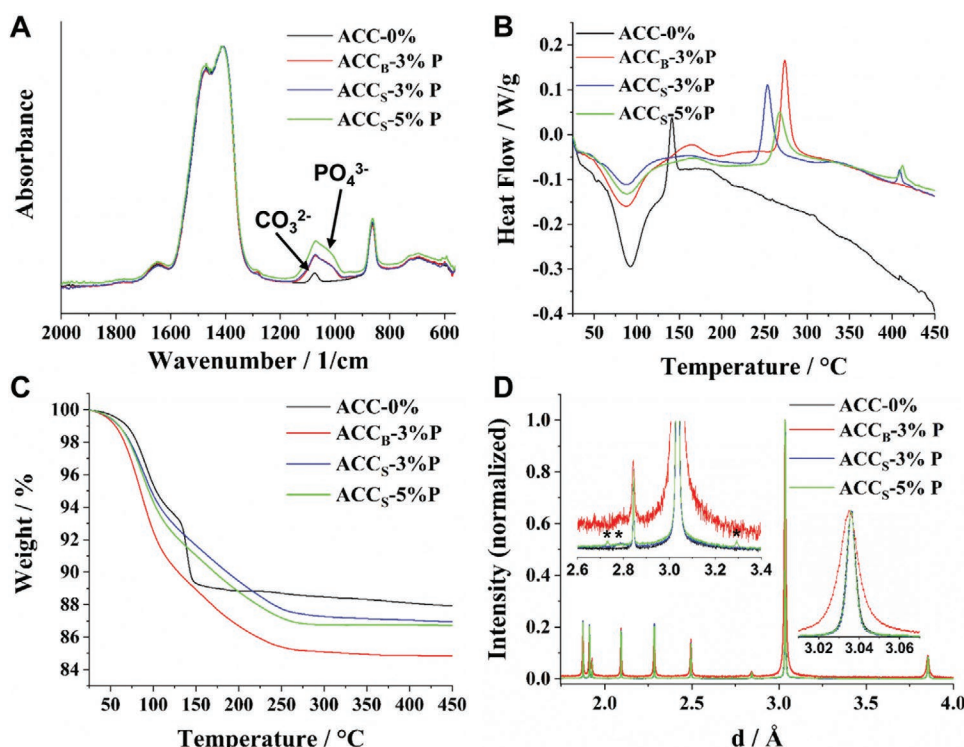 A
ACC-0%
ACCB-3% P
ACCS-3% P
ACCS-5% P
PO₄³⁻
CO₃²⁻
Absorbance
2000 1800 1600 1400 1200 1000 800 600
Wavenumber / 1/cm
B
ACC-0%
ACCB-3%P
ACCS-3%P
ACCS-5%P
Heat Flow / W/g
0.2
0.1
0.0
-0.1
-0.2
-0.3
-0.4
50 100 150 200 250 300 350 400 450
Temperature / °C
C
ACC-0%
ACCB-3%P
ACCS-3%P
ACCS-5%P
Weight / %
100
98
96
94
92
90
88
86
84
50 100 150 200 250 300 350 400 450
Temperature / °C
D
ACC-0%
ACCB-3% P
ACCS-3% P
ACCS-5% P
Intensity (normalized)
1.0
0.8
0.6
0.4
0.2
0.0
** *
2.6 2.8 3.0 3.2 3.4
3.02 3.04 3.06
2.0 2.5 3.0 3.5 4.0
d / Å